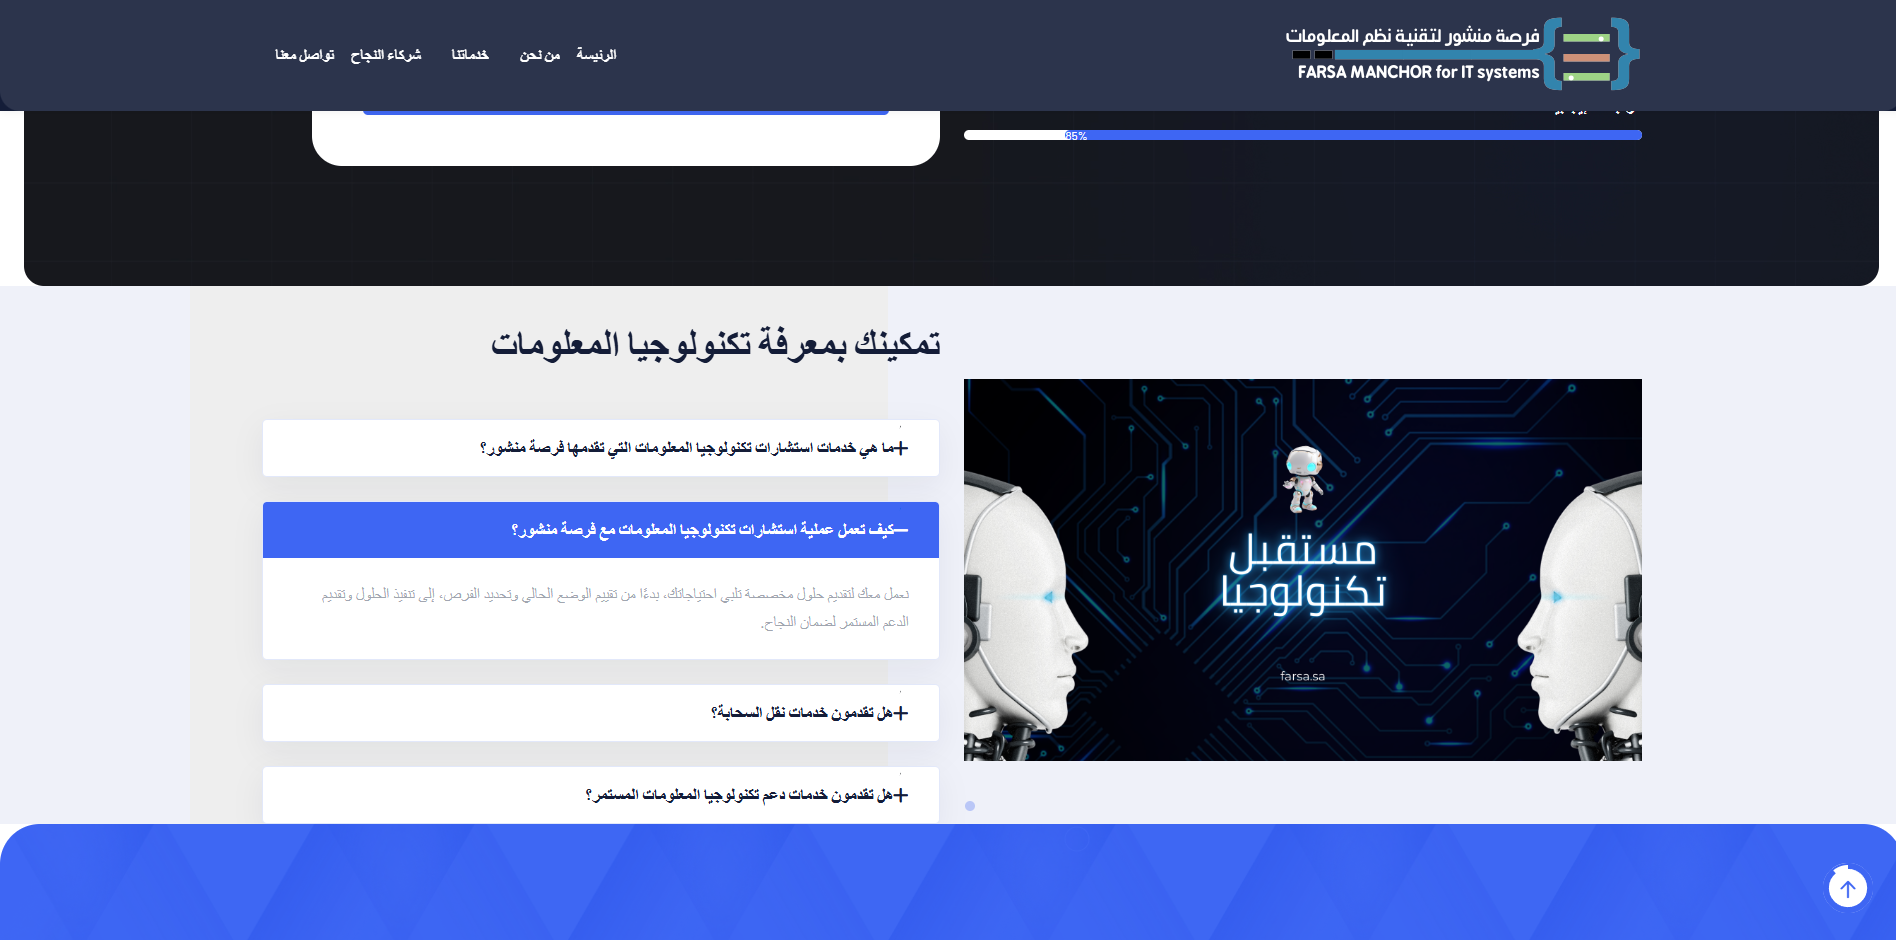 فرصة منشور لتقنية نظم المعلومات
FARSA MANCHOR for IT systems
الرئيسة
من نحن
خدماتنا
شركاء النجاح
تواصل معنا
85%
تمكينك بمعرفة تكنولوجيا المعلومات
ما هي خدمات استشارات تكنولوجيا المعلومات التي تقدمها فرصة منشور؟
كيف تعمل عملية استشارات تكنولوجيا المعلومات مع فرصة منشور؟
نعمل معك لتقديم حلول مخصصة تلبي احتياجاتك، بدءًا من تقييم الوضع الحالي وتحديد الفرص، إلى تنفيذ الحلول وتقديم
الدعم المستمر لضمان النجاح.
هل تقدمون خدمات نقل السحابة؟
هل تقدمون خدمات دعم تكنولوجيا المعلومات المستمر؟
مستقبل
تكنولوجيا
farsa.sa